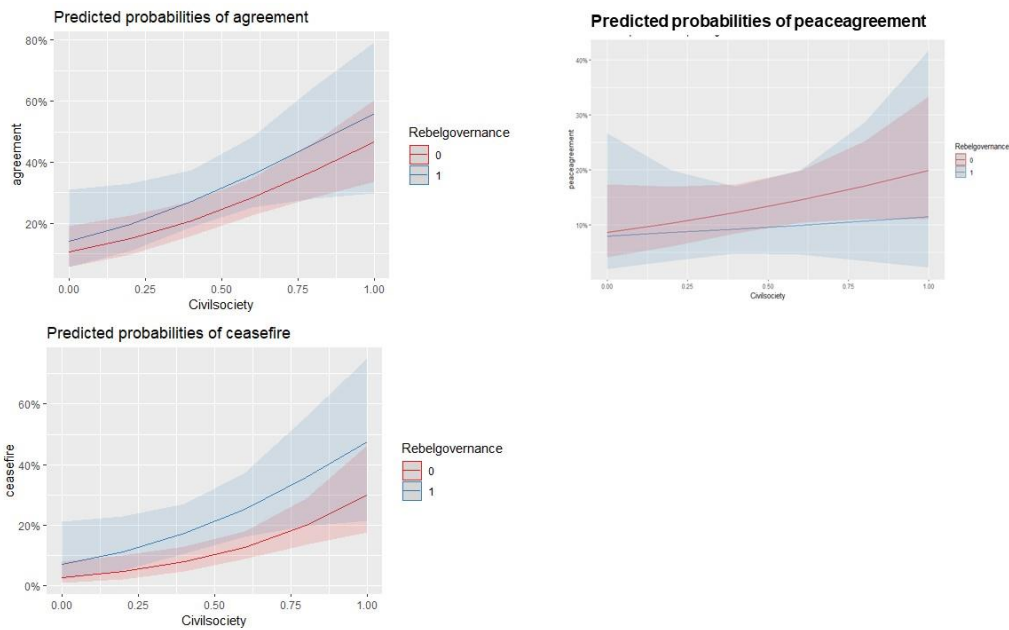 Predicted probabilities of agreement
80%
60%
40%
20%
agreement
0.00 0.25 0.50 0.75 1.00
Civilsociety
Rebelgovernance
0
1
Predicted probabilities of peaceagreement
40%
30%
20%
10%
peaceagreement
0.00 0.25 0.50 0.75 1.00
Civilsociety
Rebelgovernance
0
1
Predicted probabilities of ceasefire
60%
40%
20%
0%
ceasefire
0.00 0.25 0.50 0.75 1.00
Civilsociety
Rebelgovernance
0
1